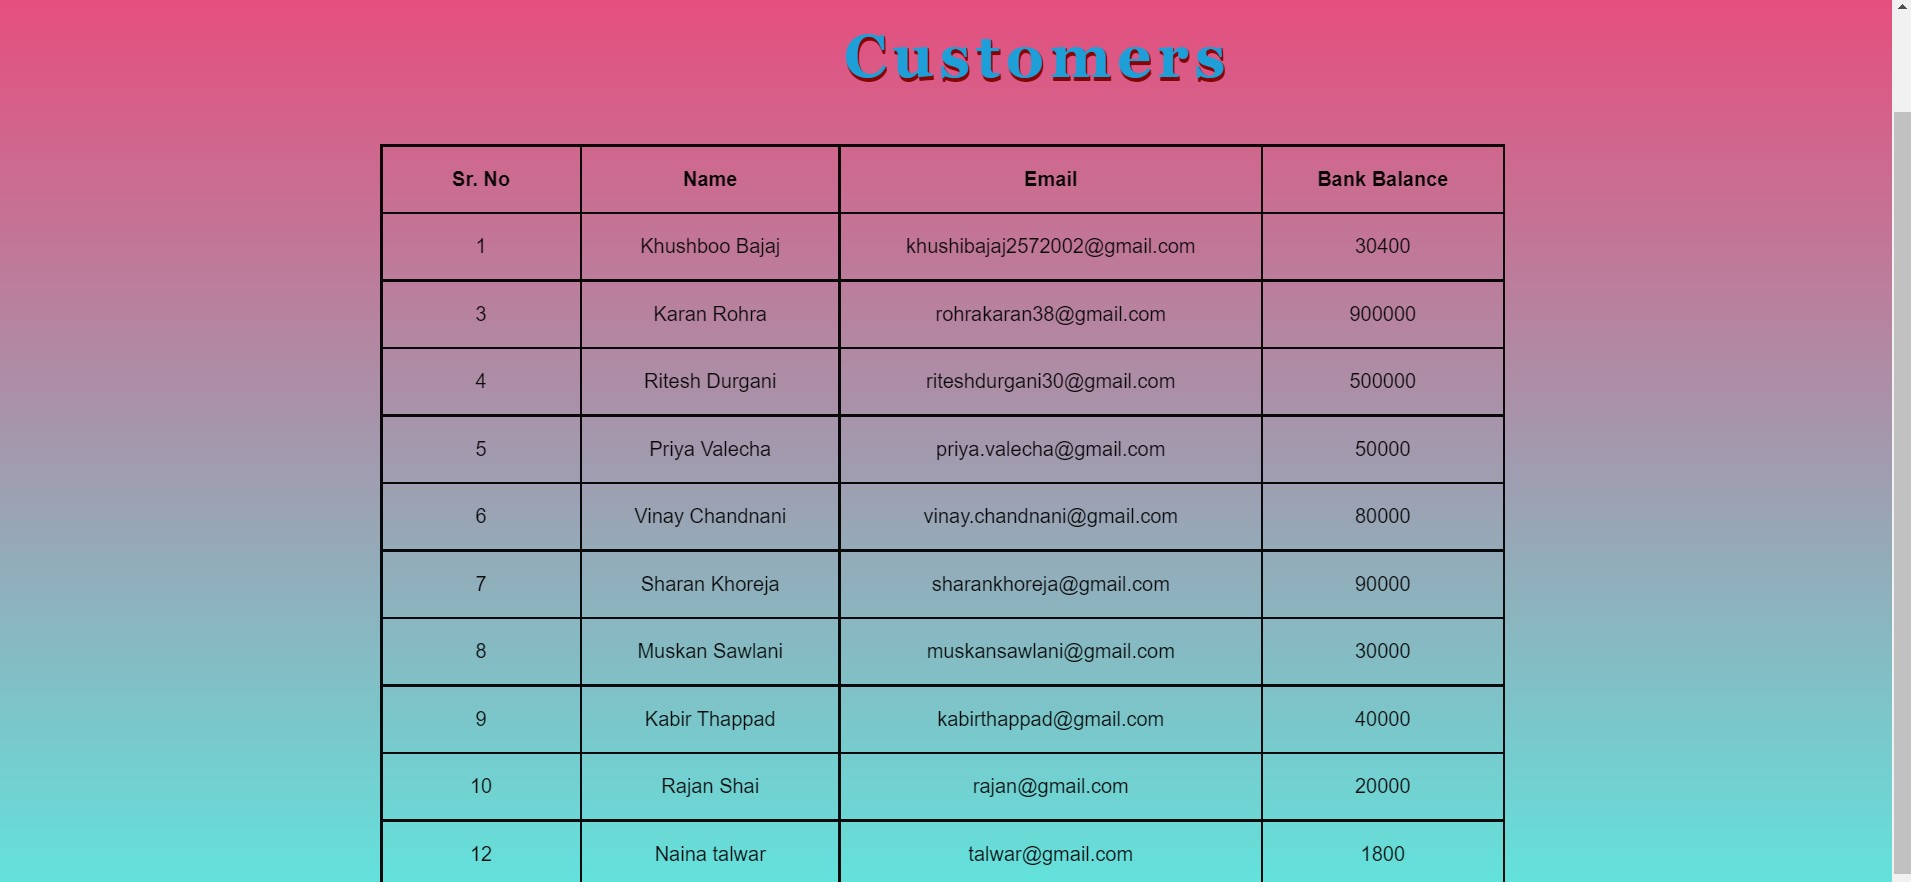 Customers
Sr. No Name Email Bank Balance
1 Khushboo Bajaj khushibajaj2572002@gmail.com 30400
3 Karan Rohra rohrakaran38@gmail.com 900000
4 Ritesh Durgani riteshdurgani30@gmail.com 500000
5 Priya Valecha priya.valecha@gmail.com 50000
6 Vinay Chandnani vinay.chandnani@gmail.com 80000
7 Sharan Khoreja sharankhoreja@gmail.com 90000
8 Muskan Sawlani muskansawlani@gmail.com 30000
9 Kabir Thappad kabirthappad@gmail.com 40000
10 Rajan Shai rajan@gmail.com 20000
12 Naina talwar talwar@gmail.com 1800